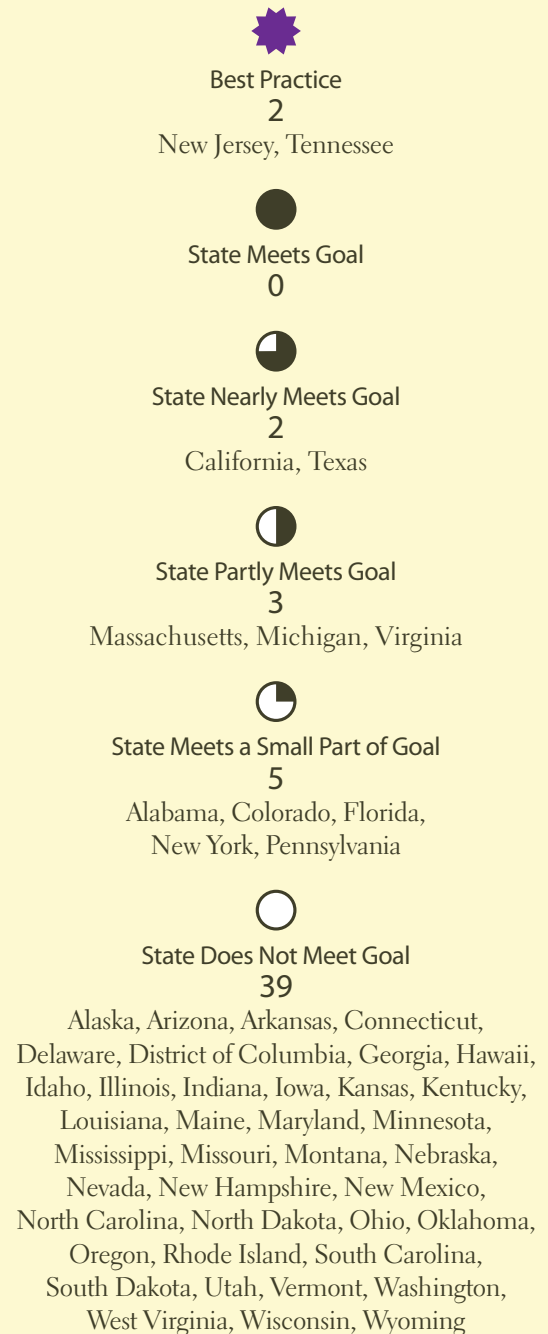 Best Practice
2
New Jersey, Tennessee
State Meets Goal
0
State Nearly Meets Goal
2
California, Texas
State Partly Meets Goal
3
Massachusetts, Michigan, Virginia
State Meets a Small Part of Goal
5
Alabama, Colorado, Florida,
New York, Pennsylvania
State Does Not Meet Goal
39
Alaska, Arizona, Arkansas, Connecticut,
Delaware, District of Columbia, Georgia, Hawaii,
Idaho, Illinois, Indiana, Iowa, Kansas, Kentucky,
Louisiana, Maine, Maryland, Minnesota,
Mississippi, Missouri, Montana, Nebraska,
Nevada, New Hampshire, New Mexico,
North Carolina, North Dakota, Ohio, Oklahoma,
Oregon, Rhode Island, South Carolina,
South Dakota, Utah, Vermont, Washington,
West Virginia, Wisconsin, Wyoming